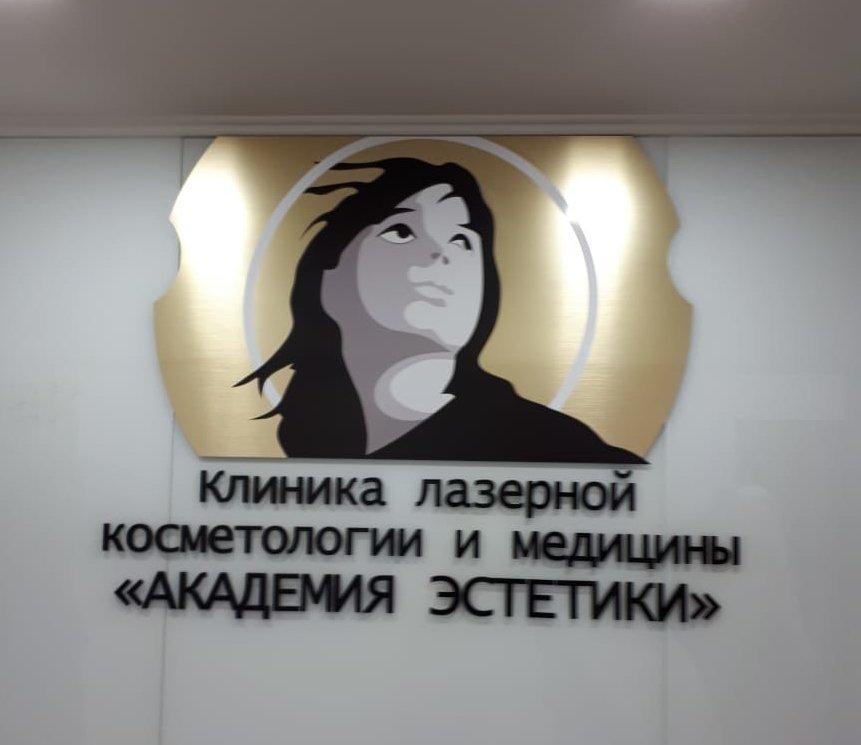 Клиника лазерной
косметологии и медицины
«АКАДЕМИЯ ЭСТЕТИКИ»